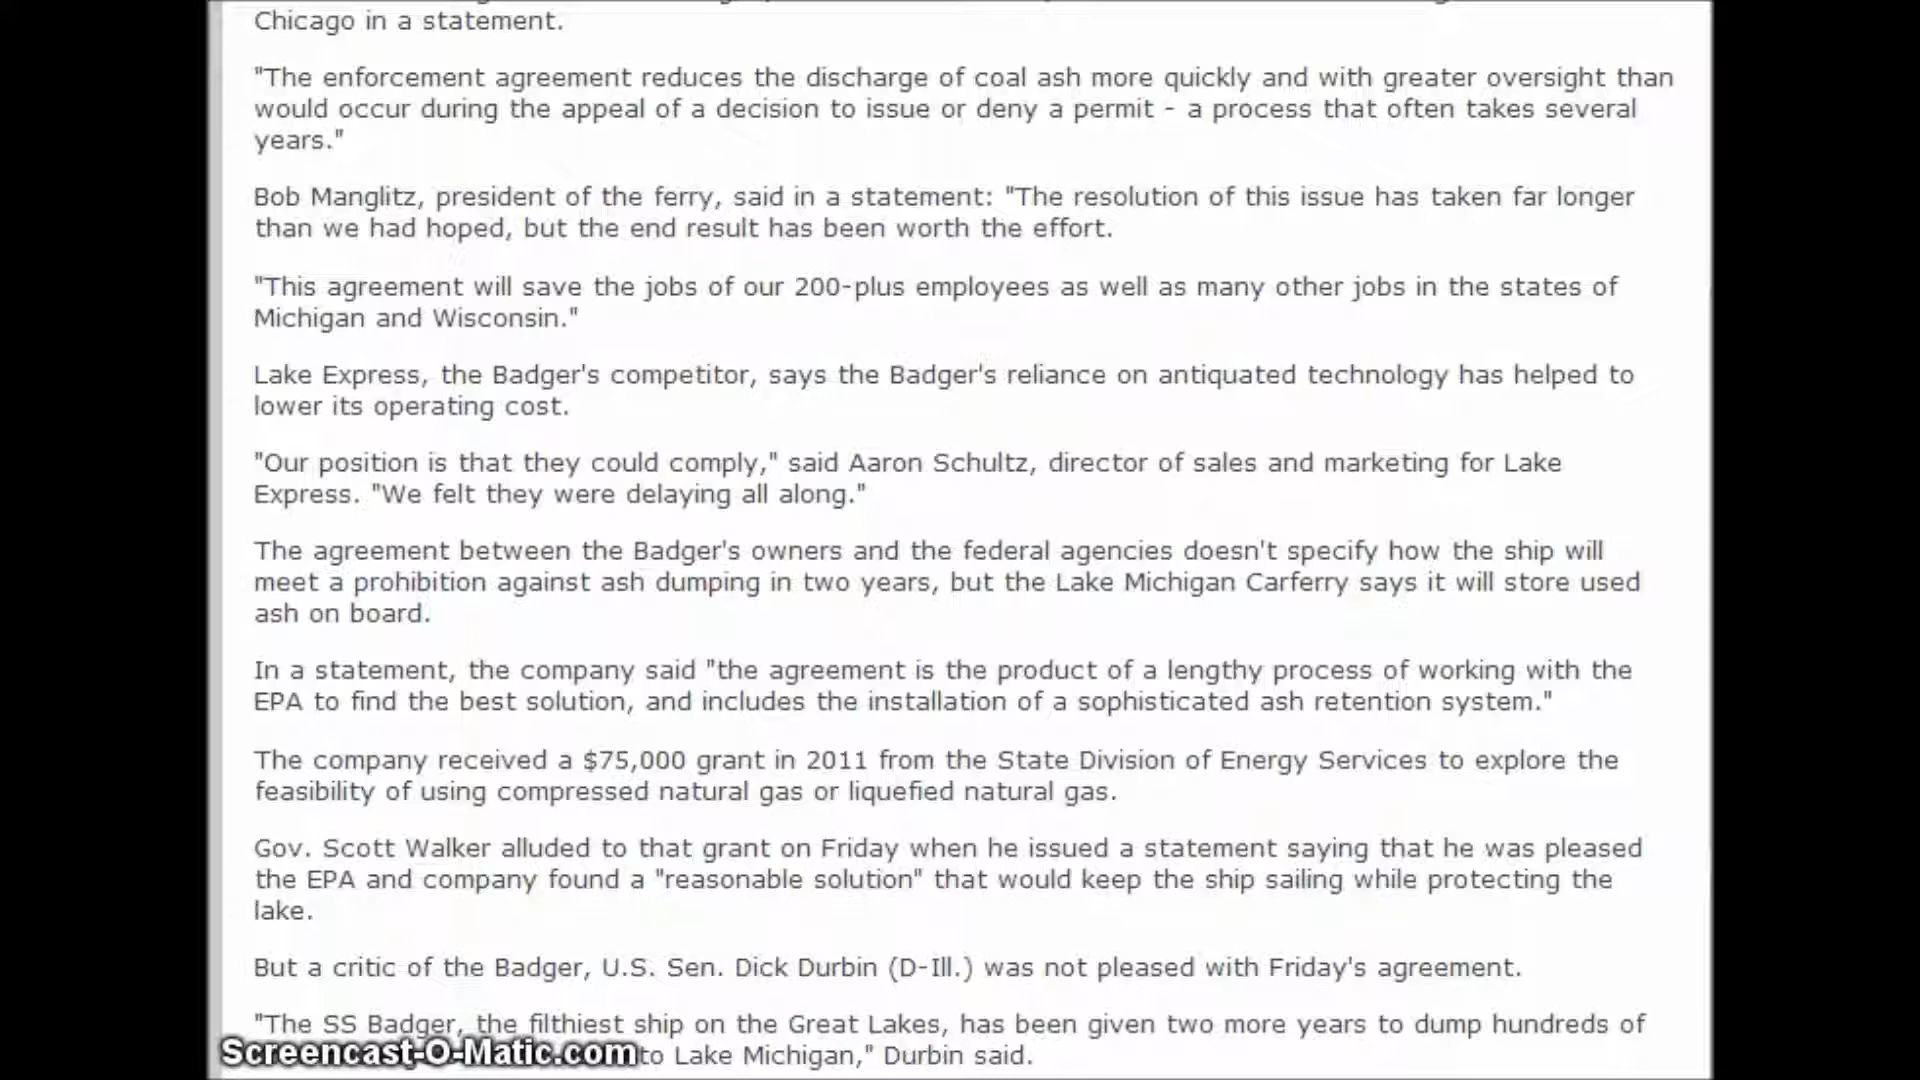 Chicago in a statement.
"The enforcement agreement reduces the discharge of coal ash more quickly and with greater oversight than
would occur during the appeal of a decision to issue or deny a permit - a process that often takes several
years."
Bob Manglitz, president of the ferry, said in a statement: "The resolution of this issue has taken far longer
than we had hoped, but the end result has been worth the effort.
"This agreement will save the jobs of our 200-plus employees as well as many other jobs in the states of
Michigan and Wisconsin."
Lake Express, the Badger's competitor, says the Badger's reliance on antiquated technology has helped to
lower its operating cost.
"Our position is that they could comply," said Aaron Schultz, director of sales and marketing for Lake
Express. "We felt they were delaying all along."
The agreement between the Badger's owners and the federal agencies doesn't specify how the ship will
meet a prohibition against ash dumping in two years, but the Lake Michigan Carferry says it will store used
ash on board.
In a statement, the company said "the agreement is the product of a lengthy process of working with the
EPA to find the best solution, and includes the installation of a sophisticated ash retention system."
The company received a $75,000 grant in 2011 from the State Division of Energy Services to explore the
feasibility of using compressed natural gas or liquefied natural gas.
Gov. Scott Walker alluded to that grant on Friday when he issued a statement saying that he was pleased
the EPA and company found a "reasonable solution" that would keep the ship sailing while protecting the
lake.
But a critic of the Badger, U.S. Sen. Dick Durbin (D-Ill.) was not pleased with Friday's agreement.
"The SS Badger, the filthiest ship on the Great Lakes, has been given two more years to dump hundreds of
Screencast-O-Matic.com to Lake Michigan," Durbin said.